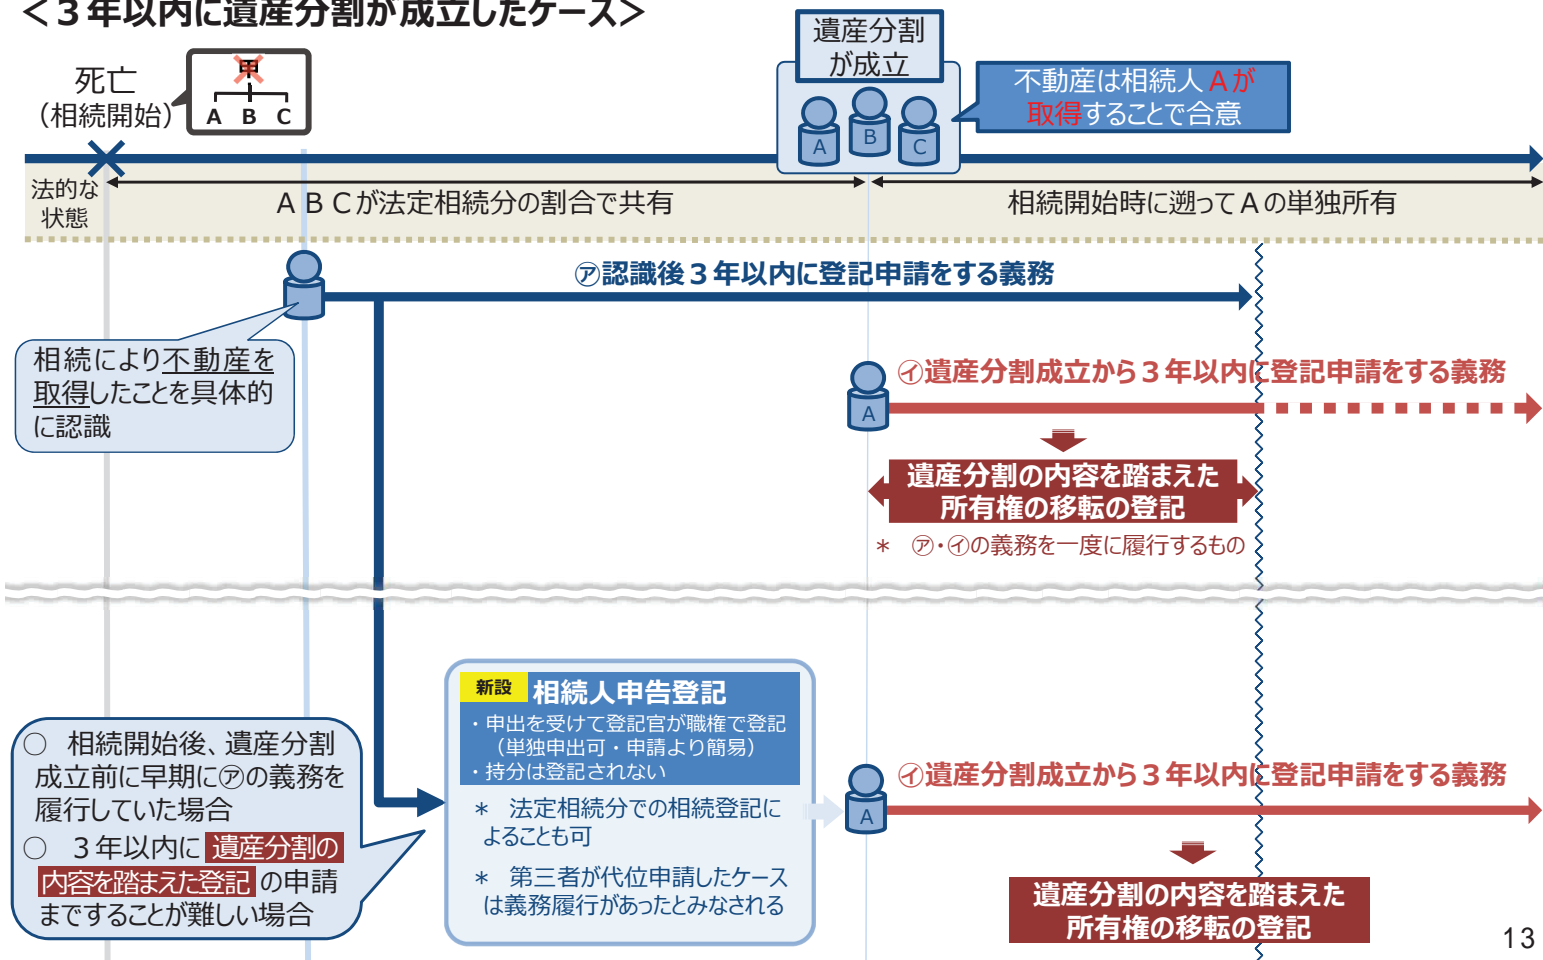 ＜３年以内に遺産分割が成立したケース＞
死亡
（相続開始）
甲
A B C
遺産分割
が成立
A B C
不動産は相続人Ａが
取得することで合意
法的な
状態
ＡＢＣが法定相続分の割合で共有
相続開始時に遡ってＡの単独所有
㋐認識後３年以内に登記申請をする義務
相続により不動産を
取得したことを具体的
に認識
A
㋑遺産分割成立から３年以内に登記申請をする義務
遺産分割の内容を踏まえた
所有権の移転の登記
＊　㋐・㋑の義務を一度に履行するもの
○　相続開始後、遺産分割
成立前に早期に㋐の義務を
履行していた場合
○　３年以内に遺産分割の
内容を踏まえた登記の申請
まですることが難しい場合
新設 相続人申告登記
・申出を受けて登記官が職権で登記
（単独申出可・申請より簡易）
・持分は登記されない
＊　法定相続分での相続登記に
よることも可
＊　第三者が代位申請したケース
は義務履行があったとみなされる
A
㋑遺産分割成立から３年以内に登記申請をする義務
遺産分割の内容を踏まえた
所有権の移転の登記
13